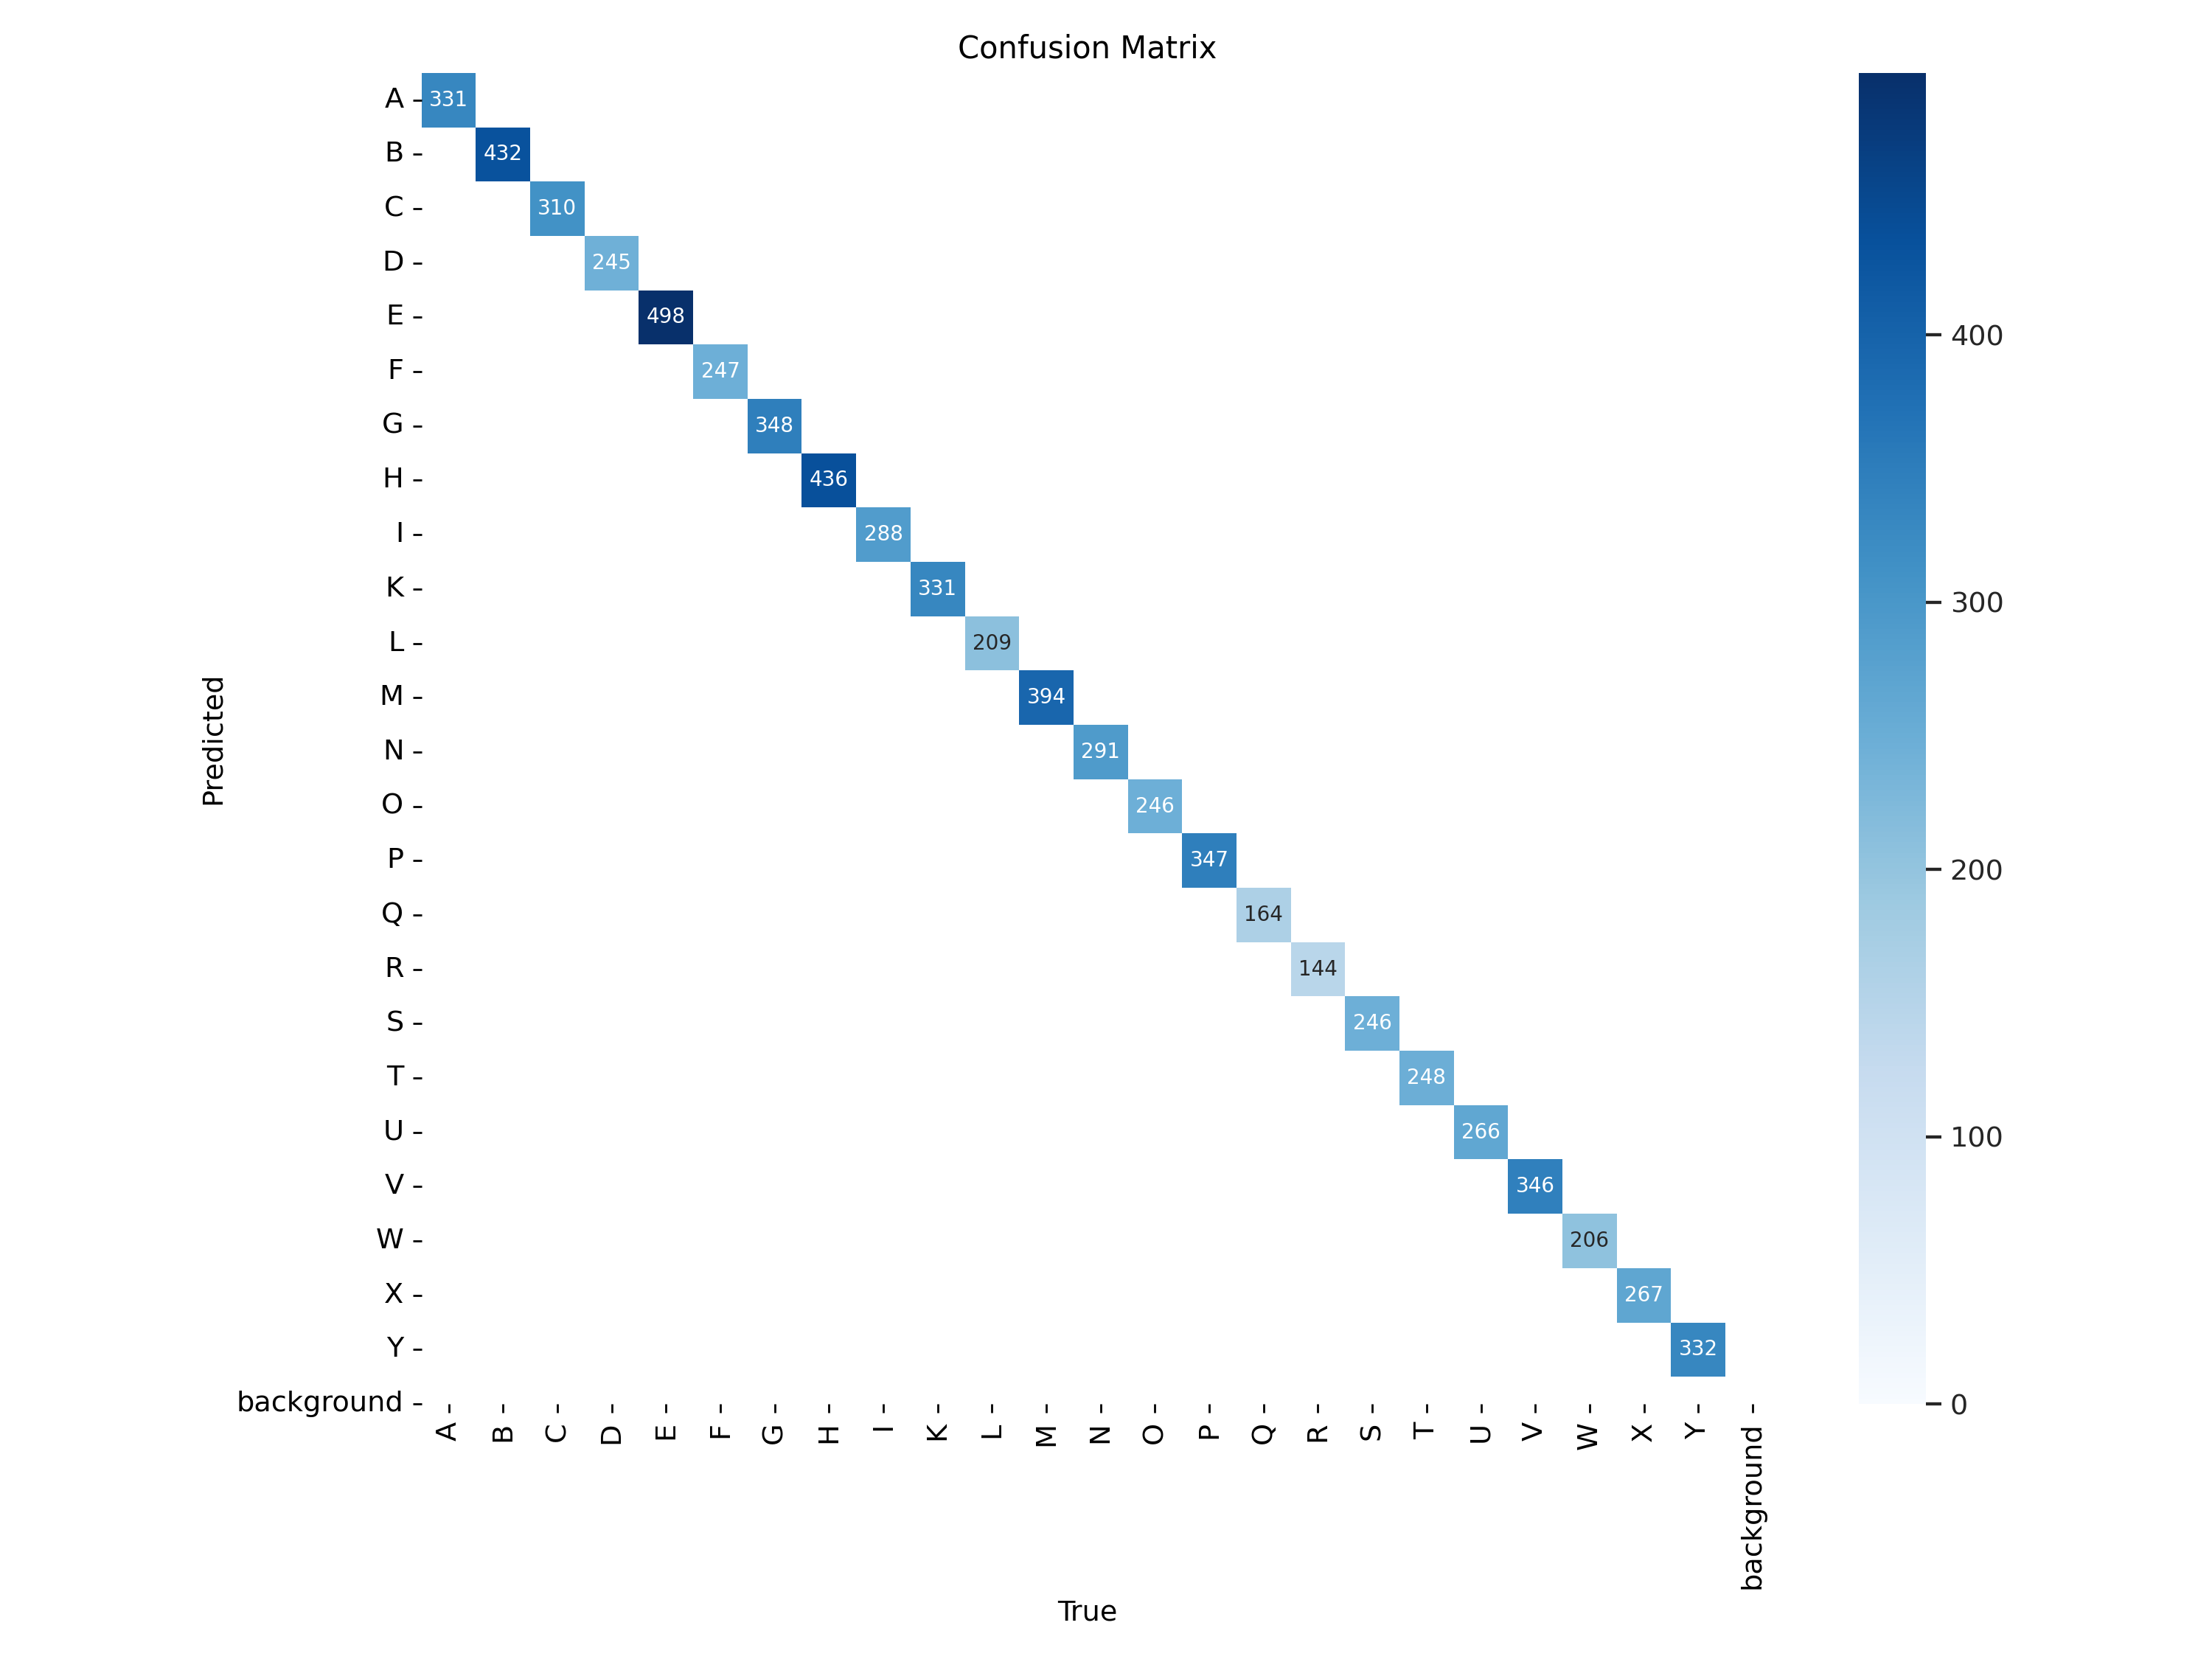 Confusion Matrix
A 331
B 432
C 310
D 245
E 498
F 247
G 348
H 436
I 288
K 331
L 209
M 394
N 291
O 246
P 347
Q 164
R 144
S 246
T 248
U 266
V 346
W 206
X 267
Y 332
background
A B C D E F G H I K L M N O P Q R S T U V W X Y background
True
Predicted
400
300
200
100
0